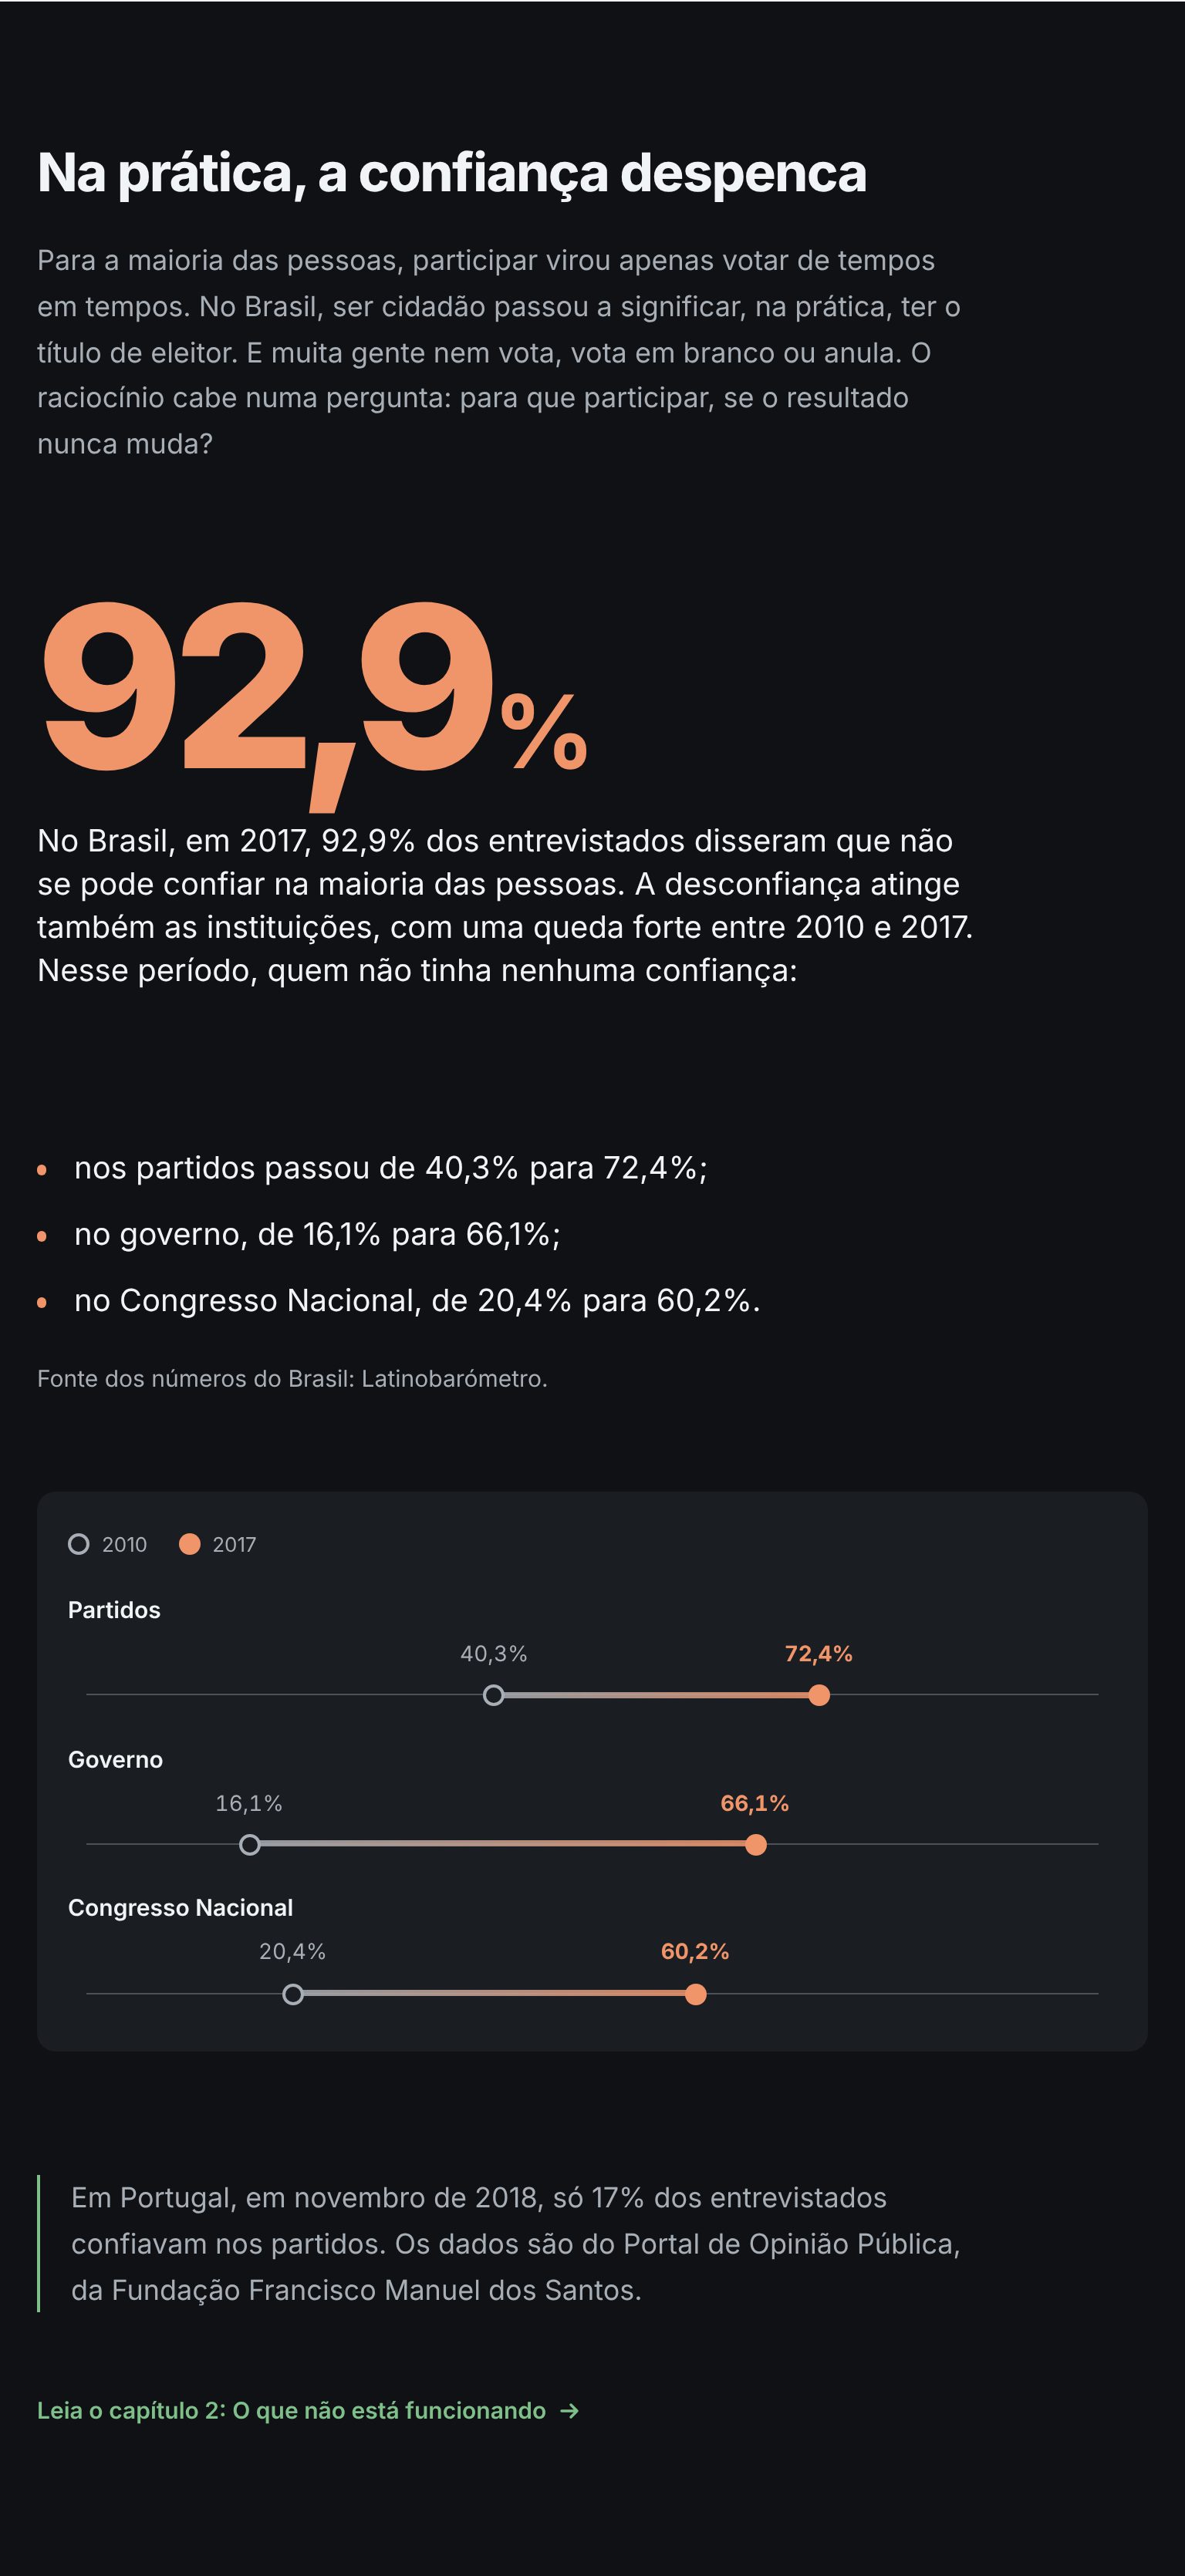 Na prática, a confiança despenca
Para a maioria das pessoas, participar virou apenas votar de tempos
em tempos. No Brasil, ser cidadão passou a significar, na prática, ter o
título de eleitor. E muita gente nem vota, vota em branco ou anula. O
raciocínio cabe numa pergunta: para que participar, se o resultado
nunca muda?
92,9%
No Brasil, em 2017, 92,9% dos entrevistados disseram que não
se pode confiar na maioria das pessoas. A desconfiança atinge
também as instituições, com uma queda forte entre 2010 e 2017.
Nesse período, quem não tinha nenhuma confiança:
• nos partidos passou de 40,3% para 72,4%;
• no governo, de 16,1% para 66,1%;
• no Congresso Nacional, de 20,4% para 60,2%.
Fonte dos números do Brasil: Latinobarómetro.
2010 2017
Partidos
40,3% 72,4%
Governo
16,1% 66,1%
Congresso Nacional
20,4% 60,2%
Em Portugal, em novembro de 2018, só 17% dos entrevistados
confiavam nos partidos. Os dados são do Portal de Opinião Pública,
da Fundação Francisco Manuel dos Santos.
Leia o capítulo 2: O que não está funcionando →